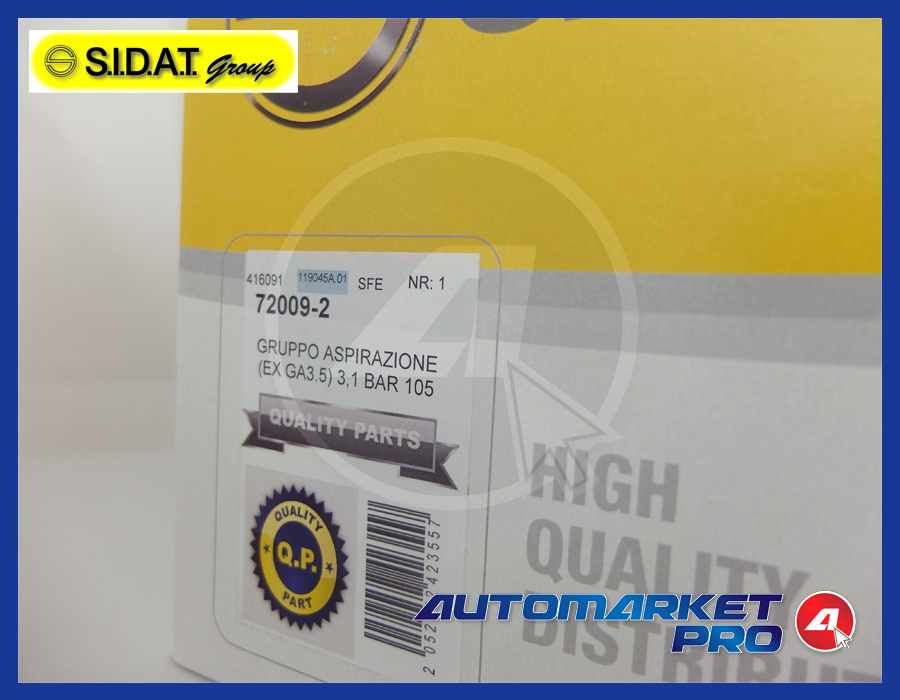 S.I.D.A.T. Group
416091 119045A.01 SFE NR: 1
72009-2
GRUPPO ASPIRAZIONE
(EX GA3.5) 3,1 BAR 105
QUALITY PARTS
QUALITY
Q.P.
PART
HIGH
QUALITY
AUTOMARKET
PRO